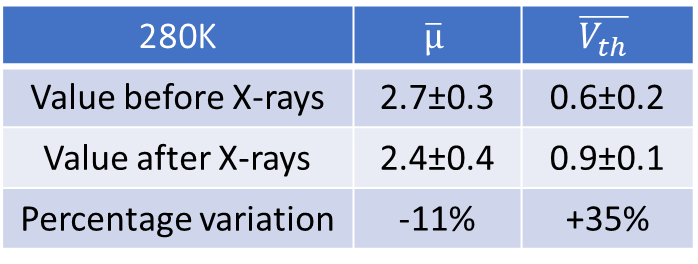 280K μ̅ V̅t̅h̅
Value before X-rays 2.7±0.3 0.6±0.2
Value after X-rays 2.4±0.4 0.9±0.1
Percentage variation -11% +35%